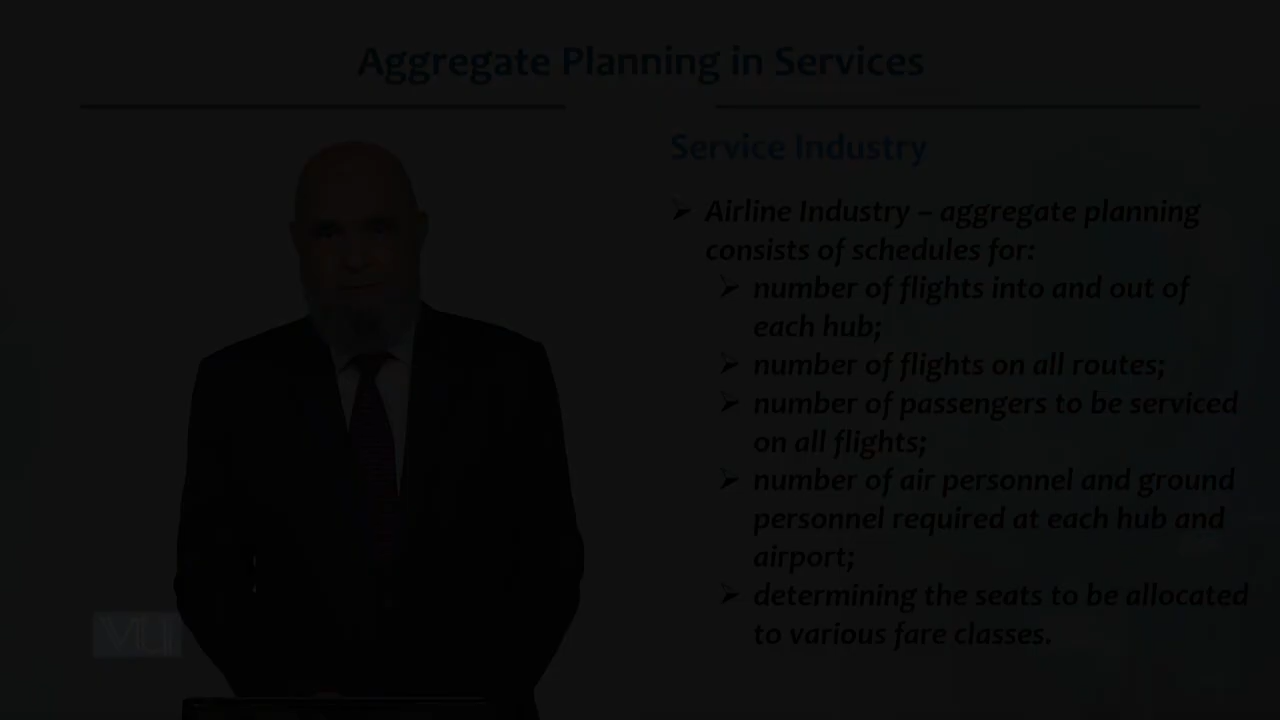 Aggregate Planning in Services
Service Industry
➢ Airline Industry – aggregate planning
consists of schedules for:
➢ number of flights into and out of
each hub;
➢ number of flights on all routes;
➢ number of passengers to be serviced
on all flights;
➢ number of air personnel and ground
personnel required at each hub and
airport;
➢ determining the seats to be allocated
to various fare classes.
VU